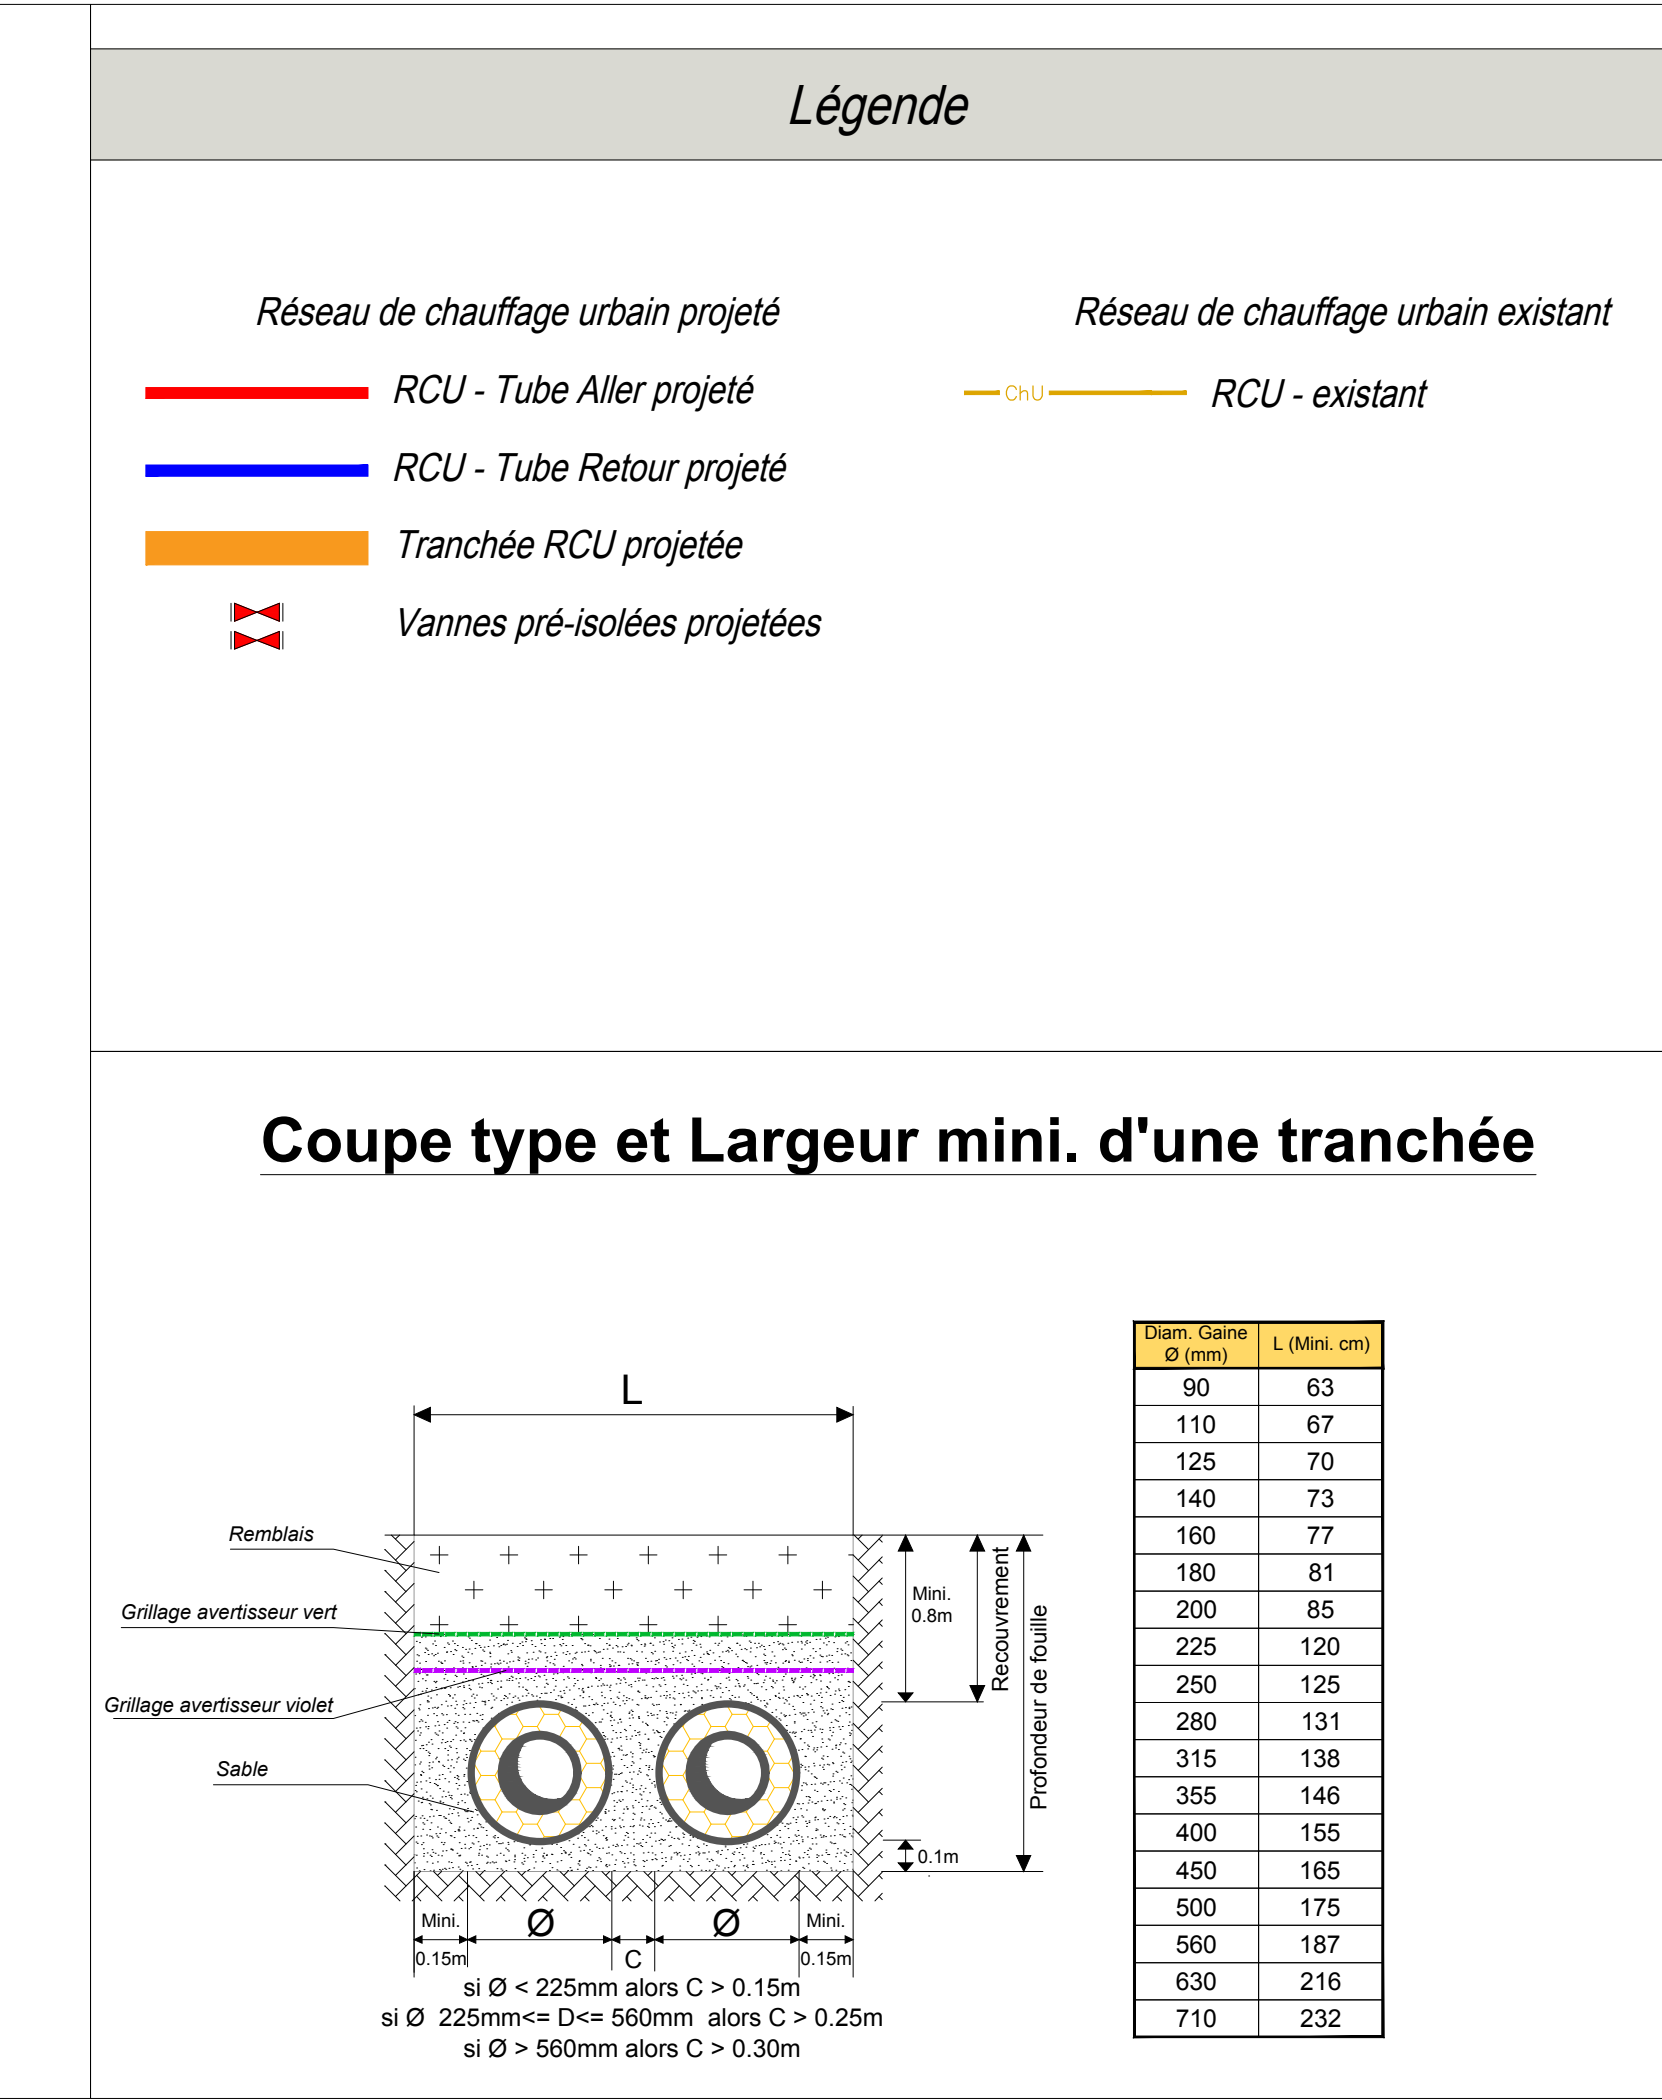 Légende
Réseau de chauffage urbain projeté
RCU - Tube Aller projeté
RCU - Tube Retour projeté
Tranchée RCU projetée
Vannes pré-isolées projetées
Réseau de chauffage urbain existant
ChU
RCU - existant
Coupe type et Largeur mini. d'une tranchée
L
Remblais
Grillage avertisseur vert
Grillage avertisseur violet
Sable
Mini.
0.8m
Recouvrement
Profondeur de fouille
0.1m
Mini.
0.15m
Ø
C
Ø
Mini.
0.15m
si Ø < 225mm alors C > 0.15m
si Ø 225mm<= D<= 560mm alors C > 0.25m
si Ø > 560mm alors C > 0.30m
Diam. Gaine
Ø (mm)
L (Mini. cm)
90 63
110 67
125 70
140 73
160 77
180 81
200 85
225 120
250 125
280 131
315 138
355 146
400 155
450 165
500 175
560 187
630 216
710 232